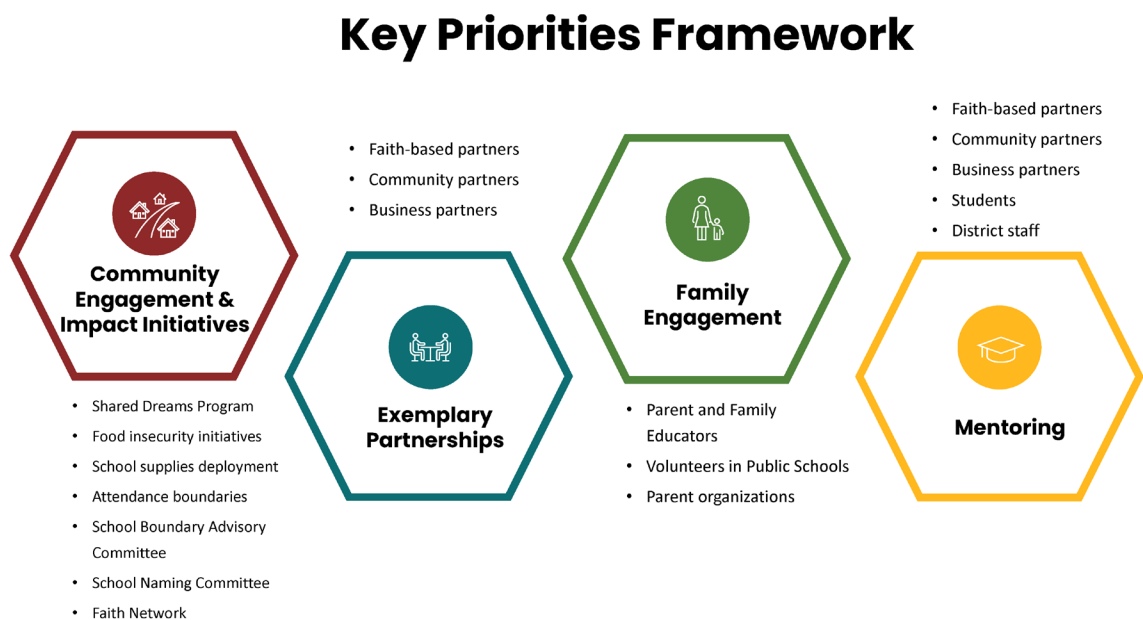 Key Priorities Framework
Community
Engagement &
Impact Initiatives
• Shared Dreams Program
• Food insecurity initiatives
• School supplies deployment
• Attendance boundaries
• School Boundary Advisory
Committee
• School Naming Committee
• Faith Network
• Faith-based partners
• Community partners
• Business partners
Exemplary
Partnerships
Family
Engagement
• Parent and Family
Educators
• Volunteers in Public Schools
• Parent organizations
• Faith-based partners
• Community partners
• Business partners
• Students
• District staff
Mentoring